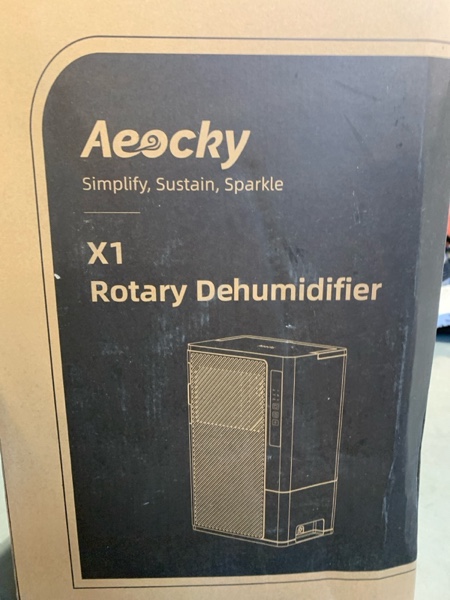 Aeocky
Simplify, Sustain, Sparkle
X1
Rotary Dehumidifier